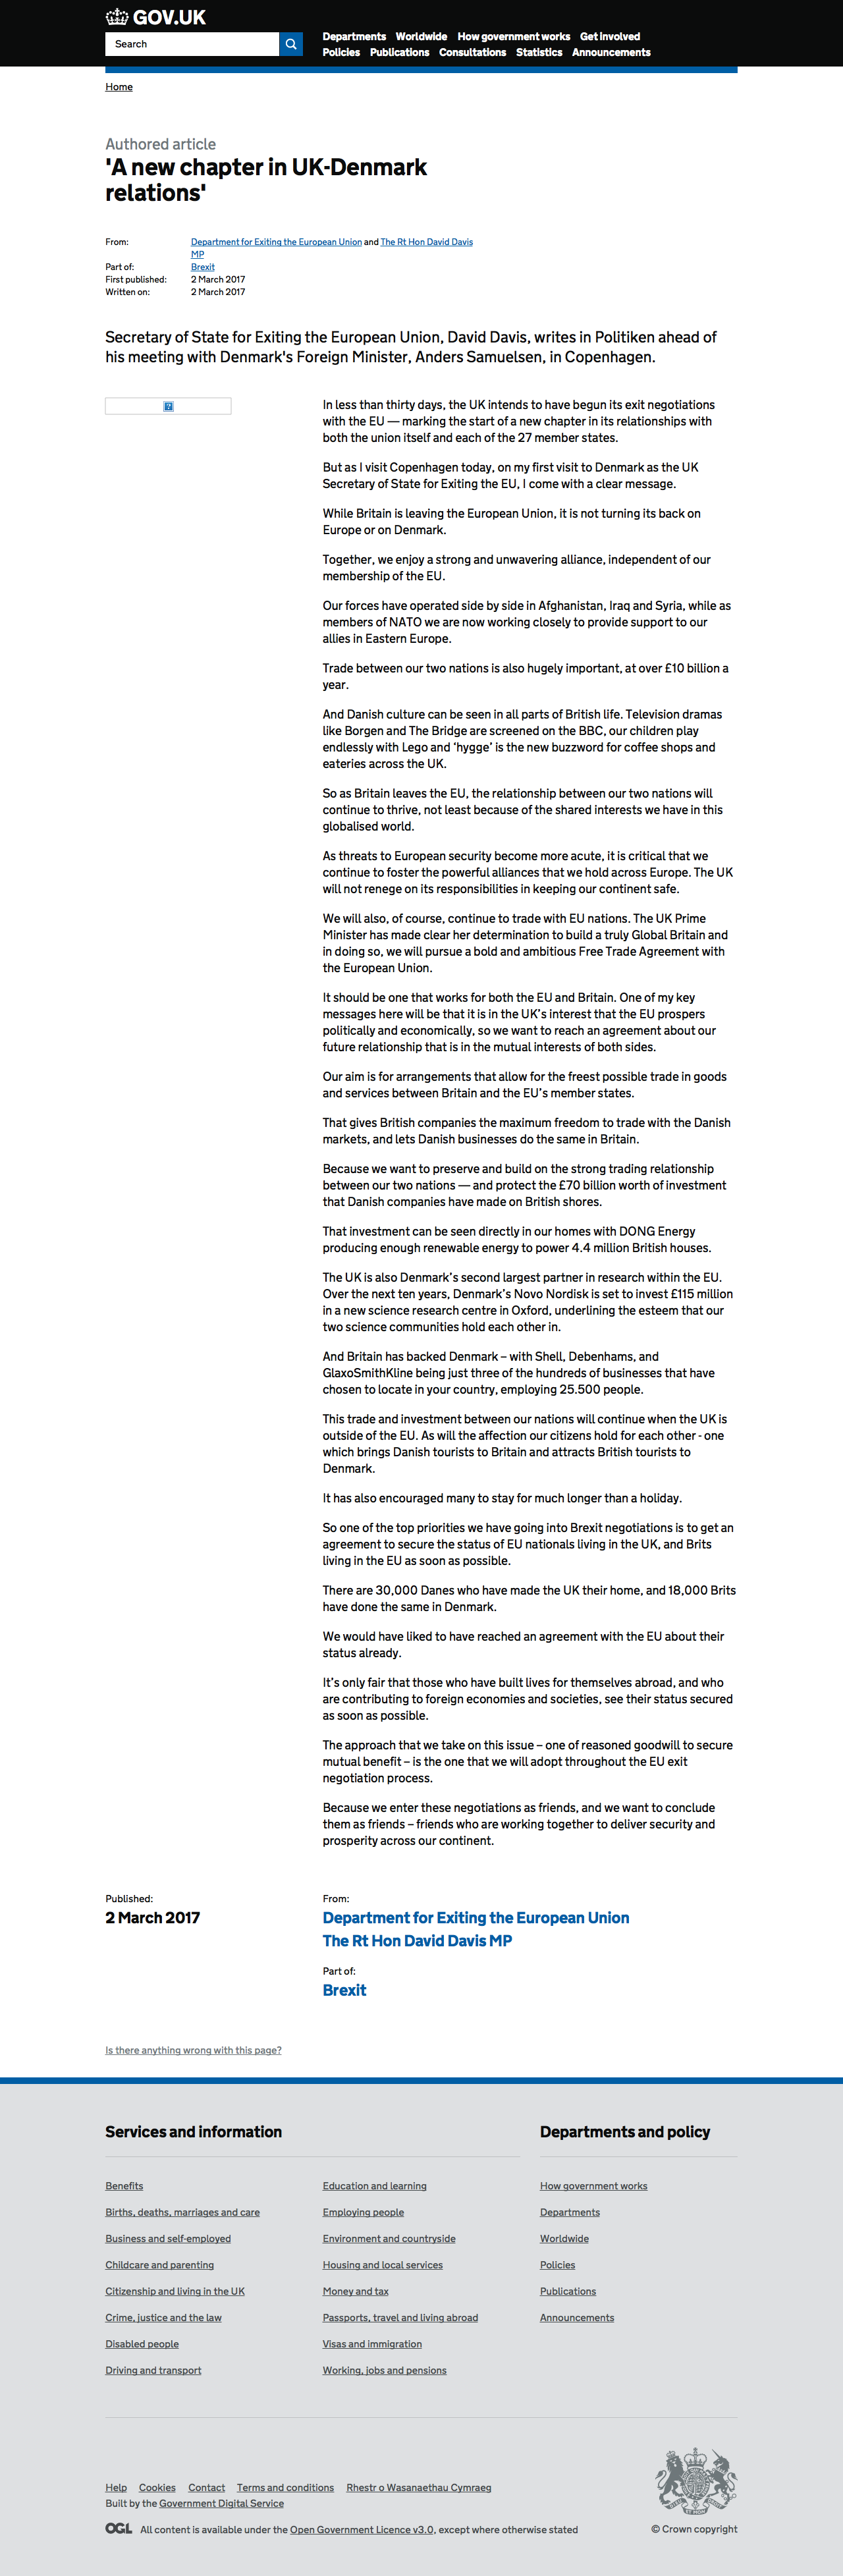 GOV.UK
Search
Departments Worldwide How government works Get involved
Policies Publications Consultations Statistics Announcements
Home
Authored article
'A new chapter in UK-Denmark
relations'
From: Department for Exiting the European Union and The Rt Hon David Davis
MP
Part of: Brexit
First published: 2 March 2017
Written on: 2 March 2017
Secretary of State for Exiting the European Union, David Davis, writes in Politiken ahead of
his meeting with Denmark's Foreign Minister, Anders Samuelsen, in Copenhagen.
In less than thirty days, the UK intends to have begun its exit negotiations
with the EU — marking the start of a new chapter in its relationships with
both the union itself and each of the 27 member states.
But as I visit Copenhagen today, on my first visit to Denmark as the UK
Secretary of State for Exiting the EU, I come with a clear message.
While Britain is leaving the European Union, it is not turning its back on
Europe or on Denmark.
Together, we enjoy a strong and unwavering alliance, independent of our
membership of the EU.
Our forces have operated side by side in Afghanistan, Iraq and Syria, while as
members of NATO we are now working closely to provide support to our
allies in Eastern Europe.
Trade between our two nations is also hugely important, at over £10 billion a
year.
And Danish culture can be seen in all parts of British life. Television dramas
like Borgen and The Bridge are screened on the BBC, our children play
endlessly with Lego and ‘hygge’ is the new buzzword for coffee shops and
eateries across the UK.
So as Britain leaves the EU, the relationship between our two nations will
continue to thrive, not least because of the shared interests we have in this
globalised world.
As threats to European security become more acute, it is critical that we
continue to foster the powerful alliances that we hold across Europe. The UK
will not renege on its responsibilities in keeping our continent safe.
We will also, of course, continue to trade with EU nations. The UK Prime
Minister has made clear her determination to build a truly Global Britain and
in doing so, we will pursue a bold and ambitious Free Trade Agreement with
the European Union.
It should be one that works for both the EU and Britain. One of my key
messages here will be that it is in the UK’s interest that the EU prospers
politically and economically, so we want to reach an agreement about our
future relationship that is in the mutual interests of both sides.
Our aim is for arrangements that allow for the freest possible trade in goods
and services between Britain and the EU’s member states.
That gives British companies the maximum freedom to trade with the Danish
markets, and lets Danish businesses do the same in Britain.
Because we want to preserve and build on the strong trading relationship
between our two nations — and protect the £70 billion worth of investment
that Danish companies have made on British shores.
That investment can be seen directly in our homes with DONG Energy
producing enough renewable energy to power 4.4 million British houses.
The UK is also Denmark’s second largest partner in research within the EU.
Over the next ten years, Denmark’s Novo Nordisk is set to invest £115 million
in a new science research centre in Oxford, underlining the esteem that our
two science communities hold each other in.
And Britain has backed Denmark – with Shell, Debenhams, and
GlaxoSmithKline being just three of the hundreds of businesses that have
chosen to locate in your country, employing 25.500 people.
This trade and investment between our nations will continue when the UK is
outside of the EU. As will the affection our citizens hold for each other - one
which brings Danish tourists to Britain and attracts British tourists to
Denmark.
It has also encouraged many to stay for much longer than a holiday.
So one of the top priorities we have going into Brexit negotiations is to get an
agreement to secure the status of EU nationals living in the UK, and Brits
living in the EU as soon as possible.
There are 30,000 Danes who have made the UK their home, and 18,000 Brits
have done the same in Denmark.
We would have liked to have reached an agreement with the EU about their
status already.
It’s only fair that those who have built lives for themselves abroad, and who
are contributing to foreign economies and societies, see their status secured
as soon as possible.
The approach that we take on this issue – one of reasoned goodwill to secure
mutual benefit – is the one that we will adopt throughout the EU exit
negotiation process.
Because we enter these negotiations as friends, and we want to conclude
them as friends – friends who are working together to deliver security and
prosperity across our continent.
Published:
2 March 2017
From:
Department for Exiting the European Union
The Rt Hon David Davis MP
Part of:
Brexit
Is there anything wrong with this page?
Services and information
Benefits
Births, deaths, marriages and care
Business and self-employed
Childcare and parenting
Citizenship and living in the UK
Crime, justice and the law
Disabled people
Driving and transport
Education and learning
Employing people
Environment and countryside
Housing and local services
Money and tax
Passports, travel and living abroad
Visas and immigration
Working, jobs and pensions
Departments and policy
How government works
Departments
Worldwide
Policies
Publications
Announcements
Help Cookies Contact Terms and conditions Rhestr o Wasanaethau Cymraeg
Built by the Government Digital Service
OGL All content is available under the Open Government Licence v3.0, except where otherwise stated
© Crown copyright